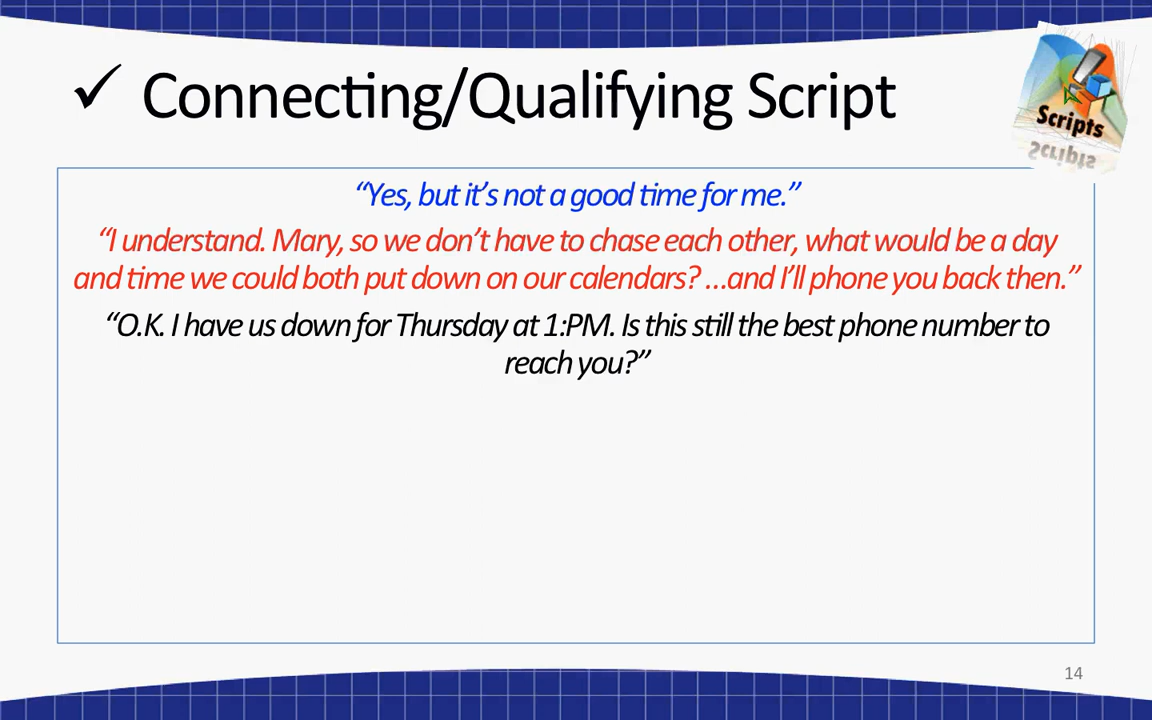 ✓ Connecting/Qualifying Script
Scripts
“Yes, but it’s not a good time for me.”
“I understand. Mary, so we don’t have to chase each other, what would be a day
and time we could both put down on our calendars? …and I’ll phone you back then.”
“O.K. I have us down for Thursday at 1:PM. Is this still the best phone number to
reach you?”
14